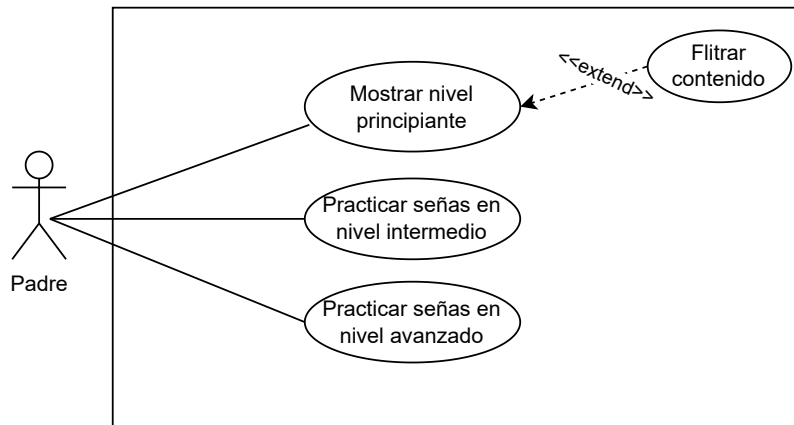 Flitrar
contenido
<<extend>>
Mostrar nivel
principiante
Practicar señas en
nivel intermedio
Padre
Practicar señas en
nivel avanzado